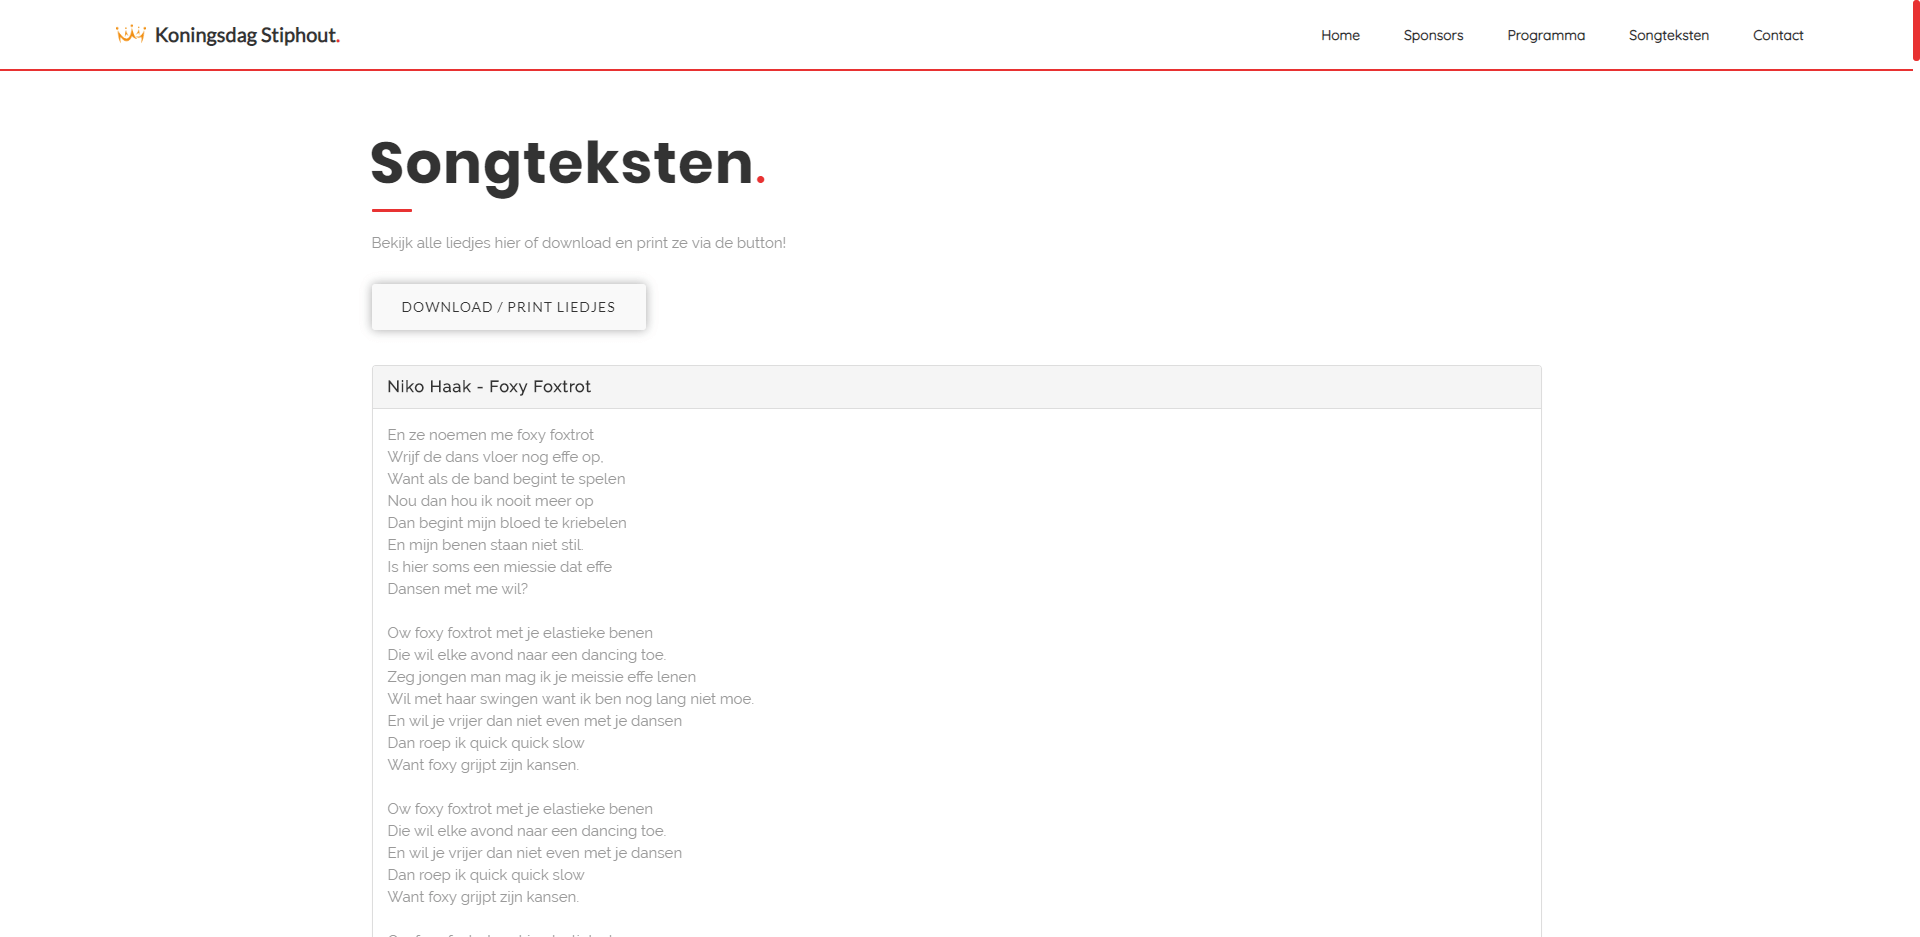 Koningsdag Stiphout.
Home
Sponsors
Programma
Songteksten
Contact
Songteksten.
Bekijk alle liedjes hier of download en print ze via de button!
DOWNLOAD / PRINT LIEDJES
Niko Haak - Foxy Foxtrot
En ze noemen me foxy foxtrot
Wrijf de dans vloer nog effe op,
Want als de band begint te spelen
Nou dan hou ik nooit meer op
Dan begint mijn bloed te kriebelen
En mijn benen staan niet stil.
Is hier soms een miessie dat effe
Dansen met me wil?
Ow foxy foxtrot met je elastieke benen
Die wil elke avond naar een dancing toe.
Zeg jongen man mag ik je meissie effe lenen
Wil met haar swingen want ik ben nog lang niet moe.
En wil je vrijer dan niet even met je dansen
Dan roep ik quick quick slow
Want foxy grijpt zijn kansen.
Ow foxy foxtrot met je elastieke benen
Die wil elke avond naar een dancing toe.
En wil je vrijer dan niet even met je dansen
Dan roep ik quick quick slow
Want foxy grijpt zijn kansen.